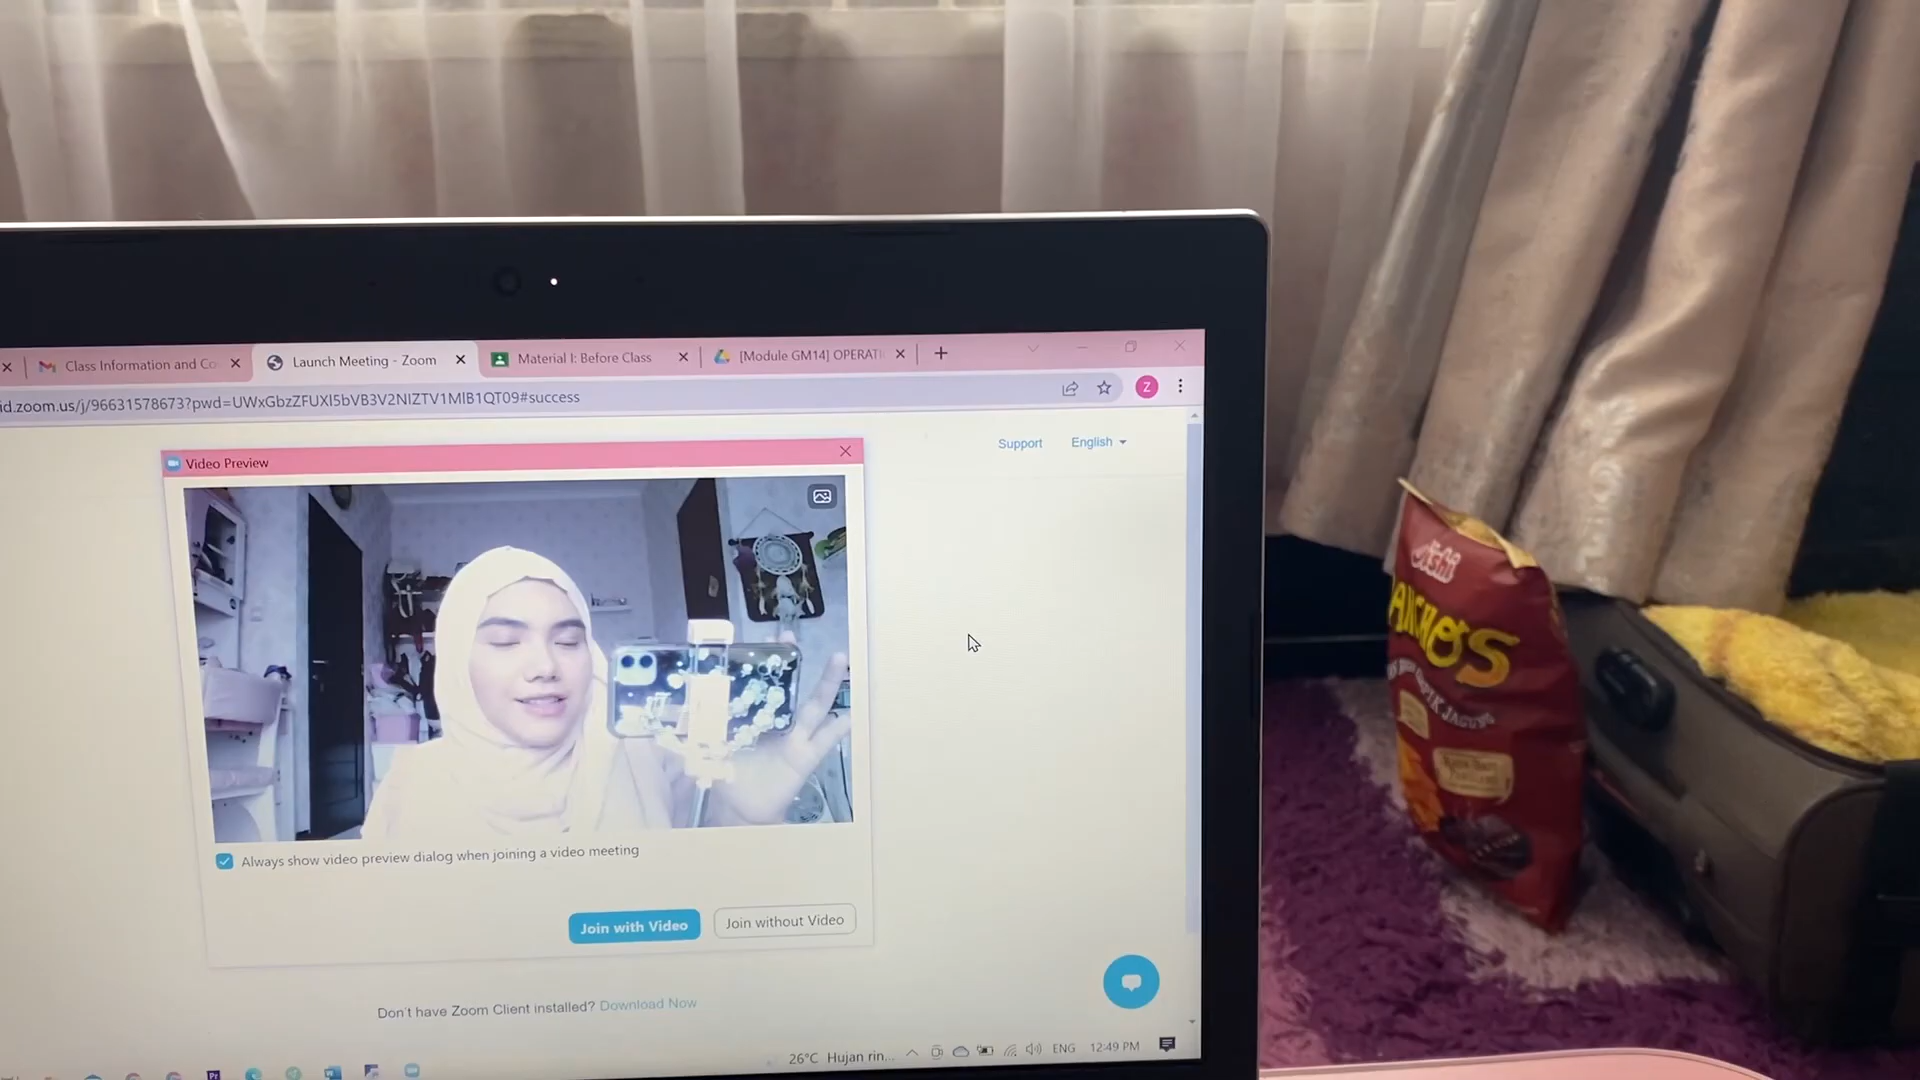 Class Information and Co
Launch Meeting - Zoom
Material I: Before Class
[Module GM14] OPERATI
id.zoom.us/j/96631578673?pwd=UWxGbzZFUXI5bVB3V2NIZTV1MlB1QT09#success
Z
Support
English
Video Preview
Always show video preview dialog when joining a video meeting
Join with Video
Join without Video
Don't have Zoom Client installed? Download Now
26°C Hujan rin...
ENG
12:49 PM
Pr
ANCHOS